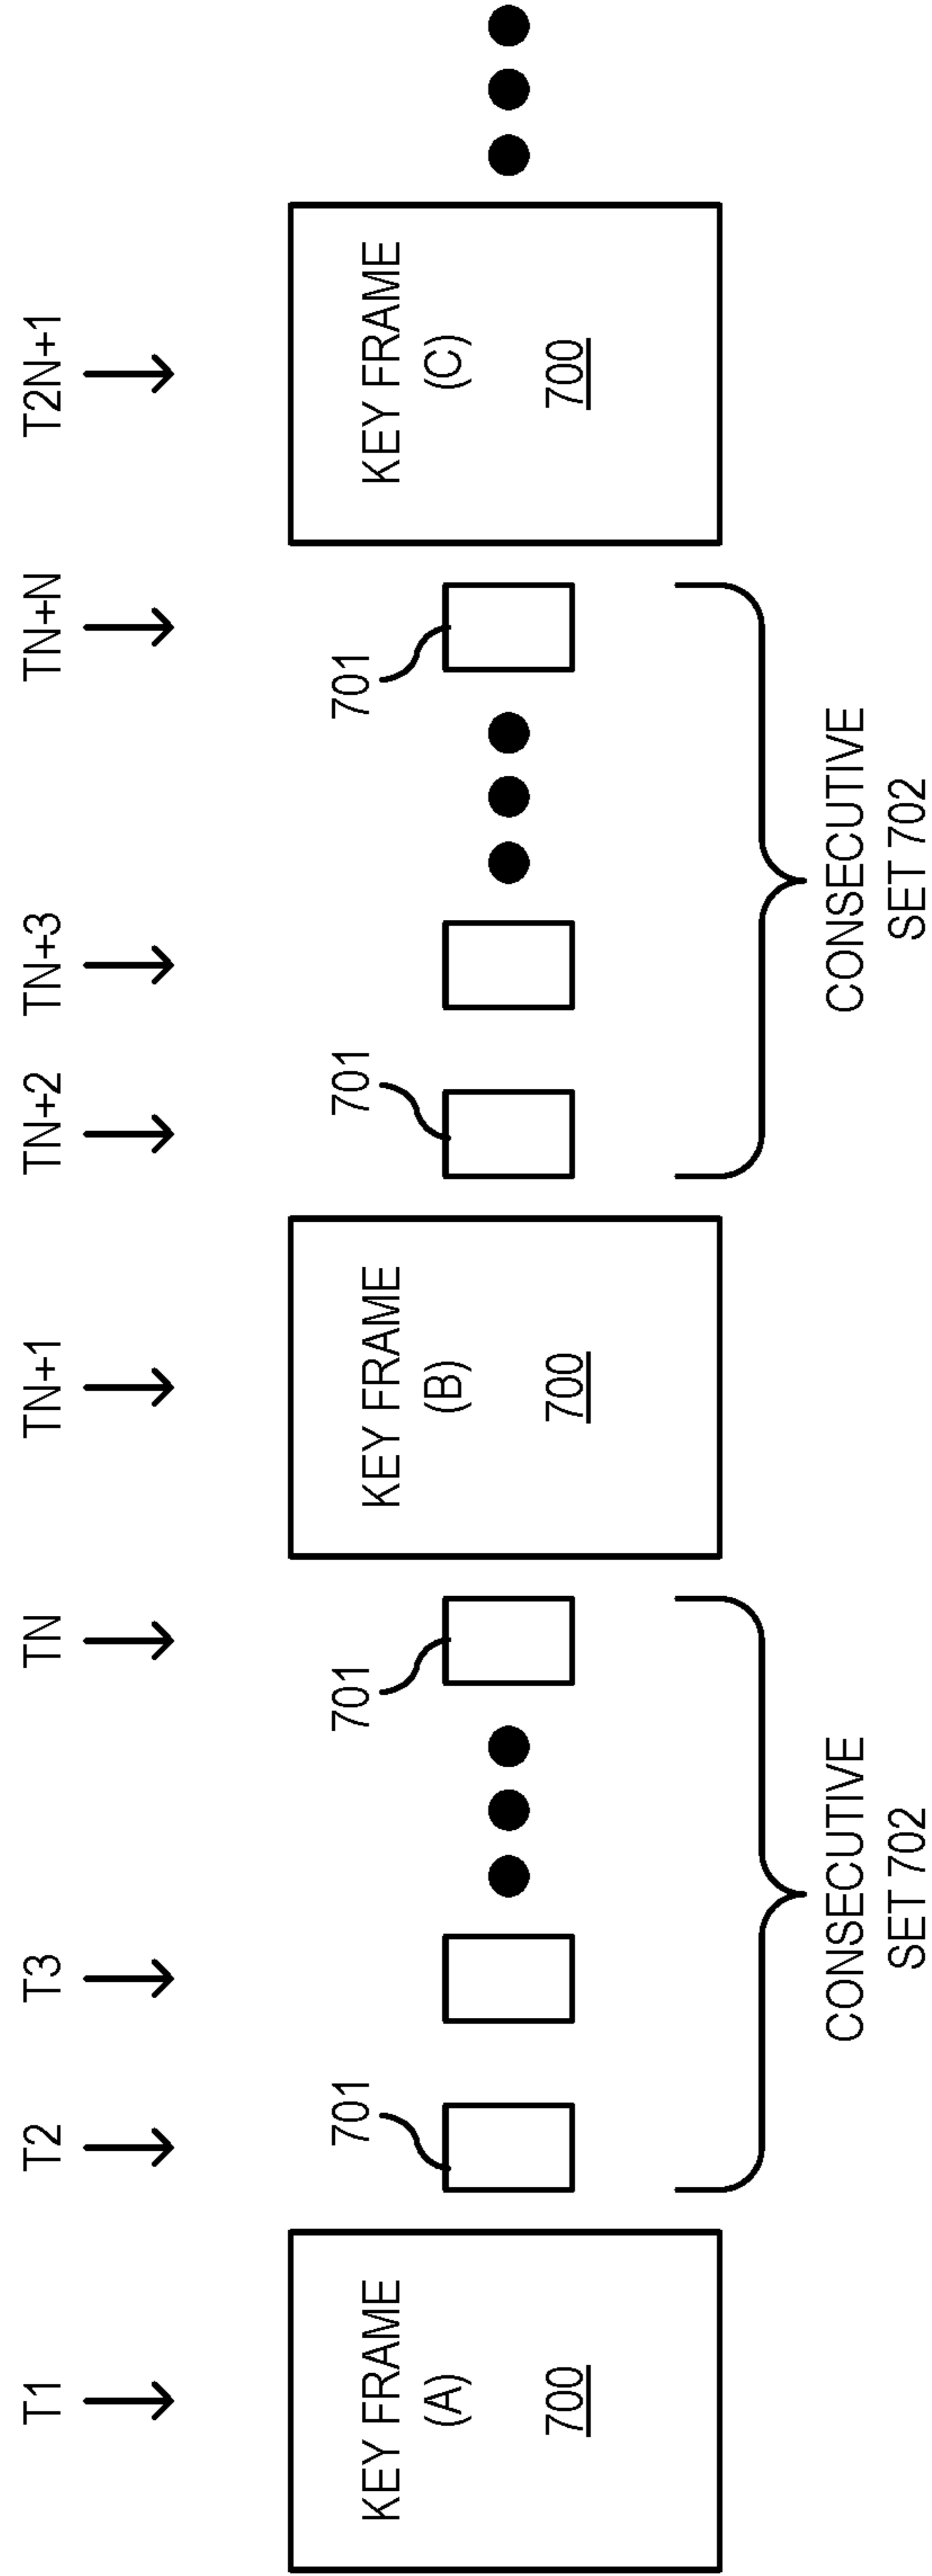 T1
T2
T3
TN
TN+1
TN+2
TN+3
TN+N
T2N+1
KEY FRAME
(A)
700
701
701
KEY FRAME
(B)
700
701
701
KEY FRAME
(C)
700
CONSECUTIVE
SET 702
CONSECUTIVE
SET 702